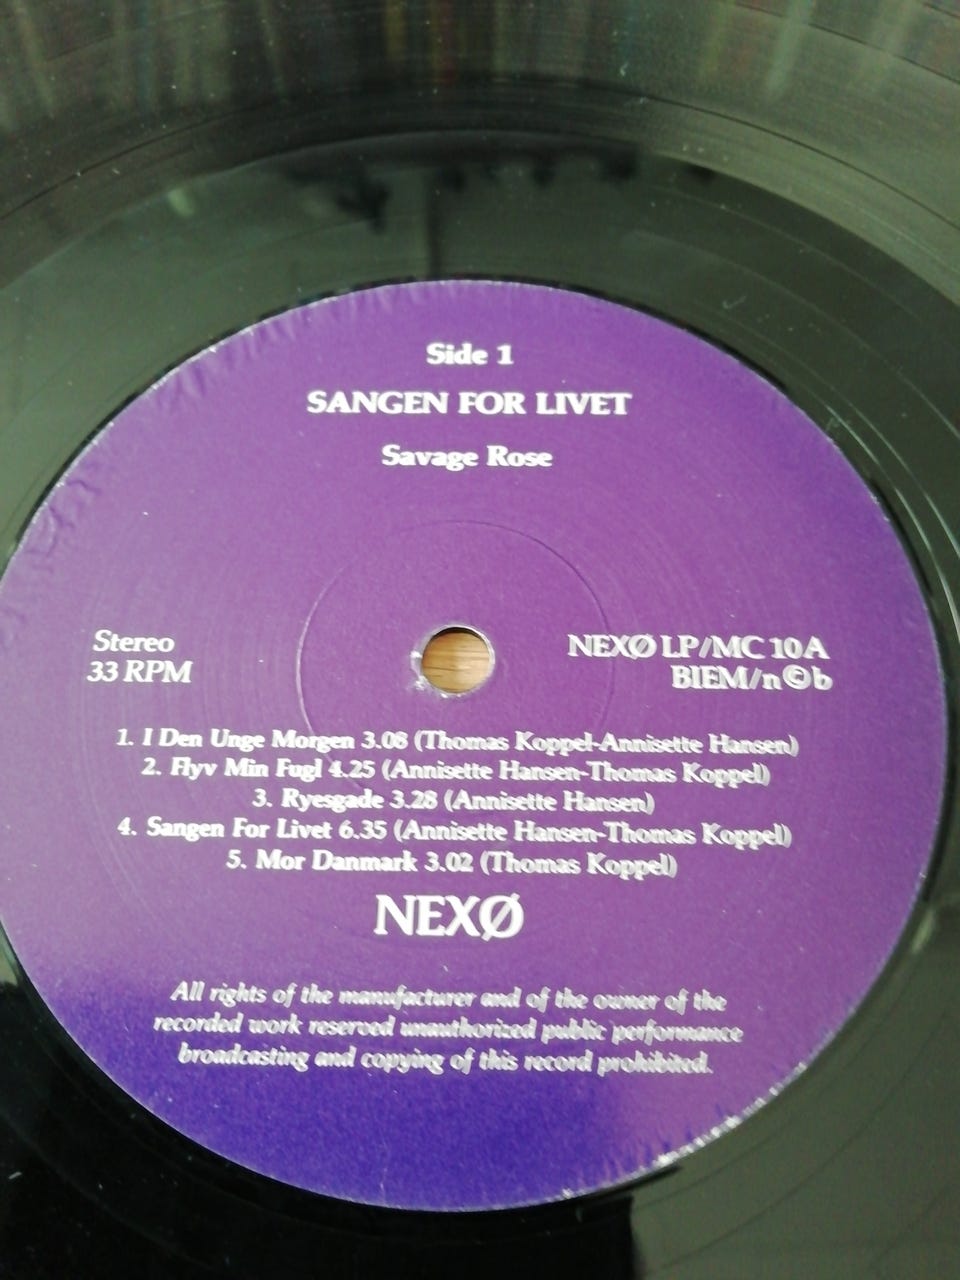 Side 1
SANGEN FOR LIVET
Savage Rose
Stereo
33 RPM
NEXØ LP/MC 10A
BIEM/n©b
1. I Den Unge Morgen 3.08 (Thomas Koppel-Annisette Hansen)
2. Flyv Min Fugl 4.25 (Annisette Hansen-Thomas Koppel)
3. Ryesgade 3.28 (Annisette Hansen)
4. Sangen For Livet 6.35 (Annisette Hansen-Thomas Koppel)
5. Mor Danmark 3.02 (Thomas Koppel)
NEXØ
All rights of the manufacturer and of the owner of the
recorded work reserved unauthorized public performance
broadcasting and copying of this record prohibited.